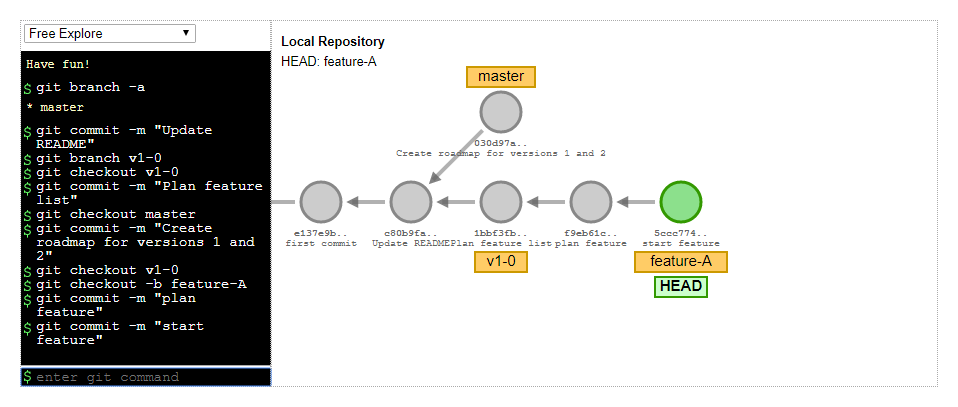 Free Explore
Have fun!
$ git branch -a
* master
$ git commit -m "Update
README"
$ git branch v1-0
$ git checkout v1-0
$ git commit -m "Plan feature
list"
$ git checkout master
$ git commit -m "Create
roadmap for versions 1 and
2"
$ git checkout v1-0
$ git checkout -b feature-A
$ git commit -m "plan
feature"
$ git commit -m "start
feature"
$ enter git command
Local Repository
HEAD: feature-A
master
030d97a..
Create roadmap for versions 1 and 2
e137e9b.. c80b9fa.. 1bbf3fb.. f9eb61c.. 5ccc774..
first commit Update README Plan feature list plan feature start feature
v1-0 feature-A
HEAD